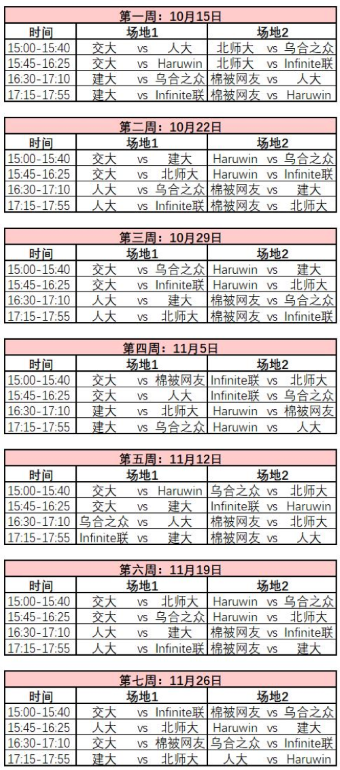 第一周：10月15日
时间 场地1 场地2
15:00-15:40 交大 vs 人大 北师大 vs 乌合之众
15:45-16:25 交大 vs Haruwin 北师大 vs Infinite联
16:30-17:10 建大 vs 乌合之众 棉被网友 vs 人大
17:15-17:55 建大 vs Infinite联 棉被网友 vs Haruwin
第二周：10月22日
时间 场地1 场地2
15:00-15:40 交大 vs 建大 Haruwin vs 乌合之众
15:45-16:25 交大 vs 北师大 Haruwin vs Infinite联
16:30-17:10 人大 vs 乌合之众 棉被网友 vs 建大
17:15-17:55 人大 vs Infinite联 棉被网友 vs 北师大
第三周：10月29日
时间 场地1 场地2
15:00-15:40 交大 vs 乌合之众 Haruwin vs 建大
15:45-16:25 交大 vs Infinite联 Haruwin vs 北师大
16:30-17:10 人大 vs 建大 棉被网友 vs 乌合之众
17:15-17:55 人大 vs 北师大 棉被网友 vs Infinite联
第四周：11月5日
时间 场地1 场地2
15:00-15:40 交大 vs 棉被网友 Infinite联 vs 北师大
15:45-16:25 交大 vs 人大 Infinite联 vs 乌合之众
16:30-17:10 建大 vs 北师大 Haruwin vs 棉被网友
17:15-17:55 建大 vs 乌合之众 Haruwin vs 人大
第五周：11月12日
时间 场地1 场地2
15:00-15:40 交大 vs Haruwin 乌合之众 vs 北师大
15:45-16:25 交大 vs 建大 Infinite联 vs Haruwin
16:30-17:10 乌合之众 vs 人大 棉被网友 vs 北师大
17:15-17:55 Infinite联 vs 建大 棉被网友 vs 人大
第六周：11月19日
时间 场地1 场地2
15:00-15:40 交大 vs 北师大 Haruwin vs 乌合之众
15:45-16:25 交大 vs 乌合之众 Haruwin vs 北师大
16:30-17:10 人大 vs 建大 棉被网友 vs Infinite联
17:15-17:55 人大 vs Infinite联 棉被网友 vs 建大
第七周：11月26日
时间 场地1 场地2
15:00-15:40 交大 vs Infinite联 棉被网友 vs 乌合之众
15:45-16:25 人大 vs 北师大 Haruwin vs 建大
16:30-17:10 交大 vs 棉被网友 乌合之众 vs Infinite联
17:15-17:55 建大 vs 北师大 人大 vs Haruwin